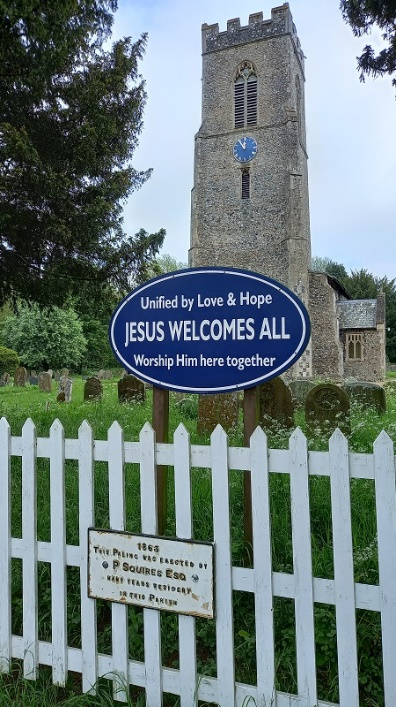 Unified by Love & Hope
JESUS WELCOMES ALL
Worship Him here together
1863
THIS PALING WAS ERECTED BY
P SQUIRES ESQ
MANY YEARS RESIDENT
IN THIS PARISH